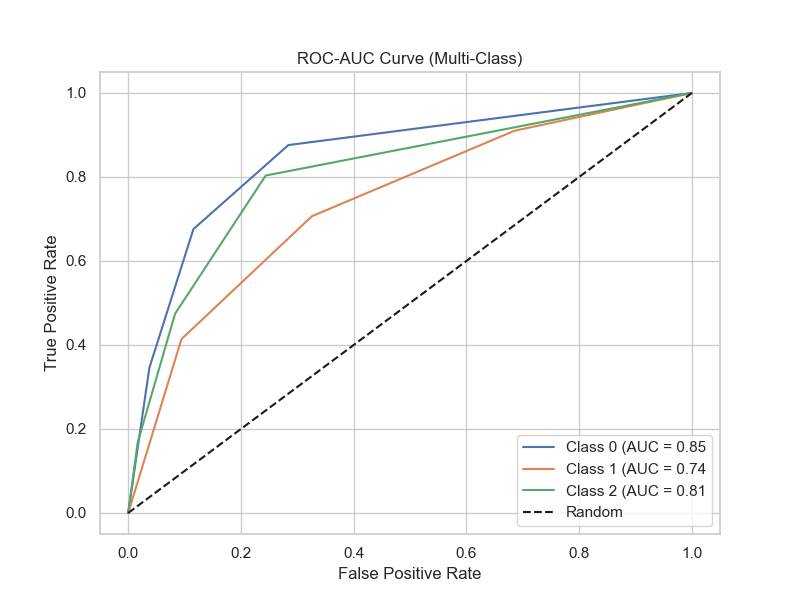 ROC-AUC Curve (Multi-Class)
True Positive Rate
1.0
0.8
0.6
0.4
0.2
0.0
Class 0 (AUC = 0.85
Class 1 (AUC = 0.74
Class 2 (AUC = 0.81
Random
0.0 0.2 0.4 0.6 0.8 1.0
False Positive Rate